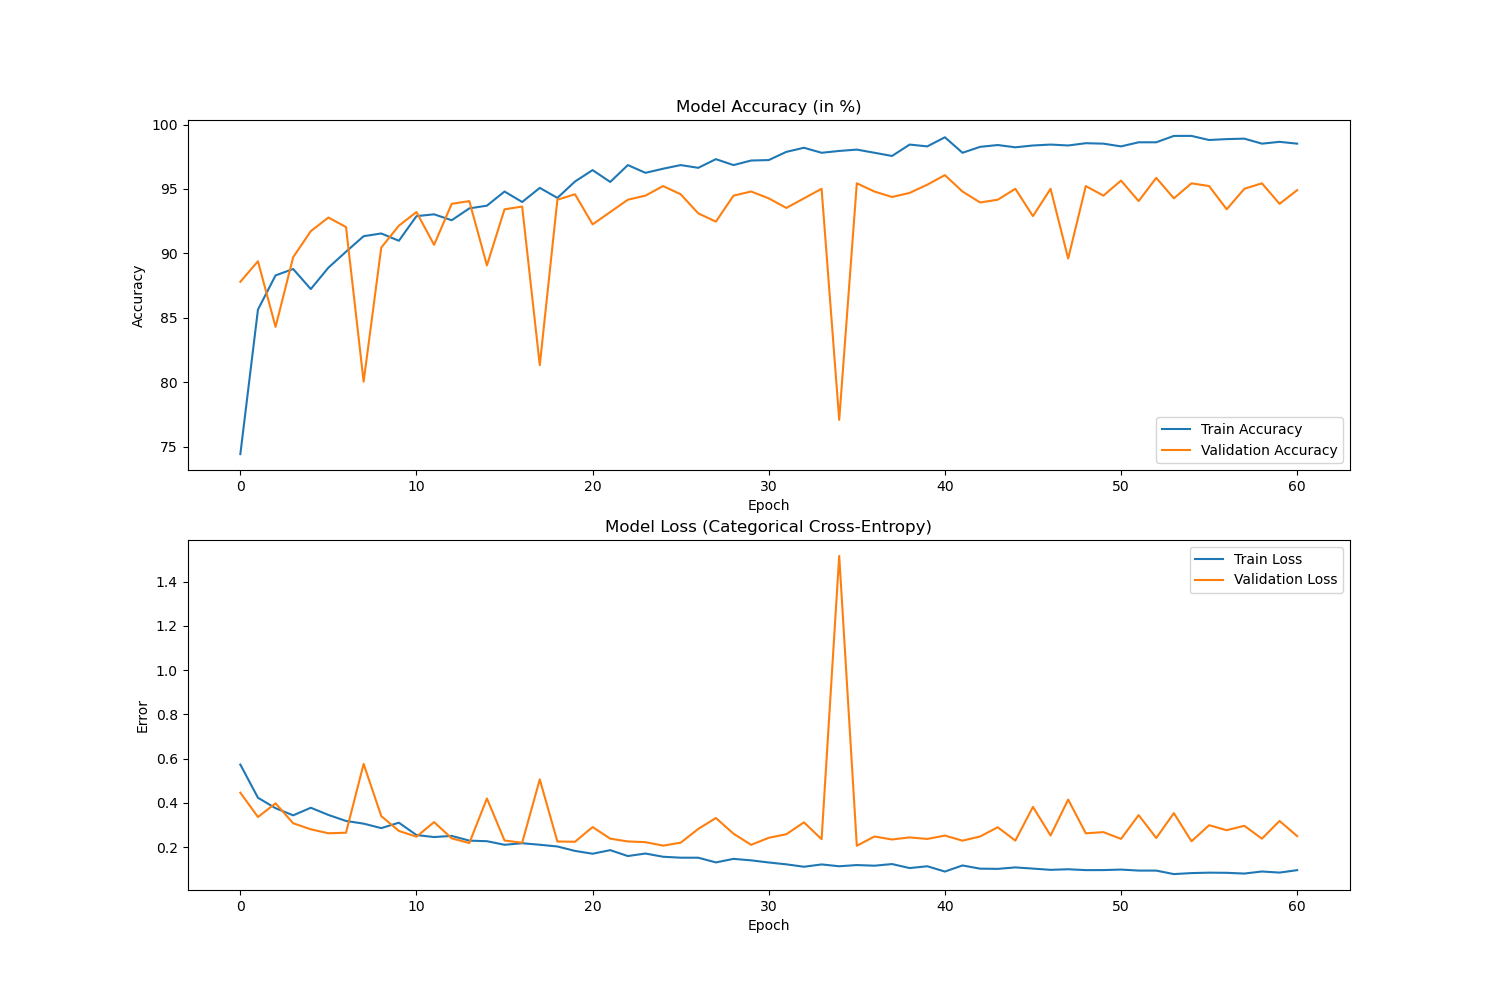 Model Accuracy (in %)
100
95
90
85
80
75
Accuracy
Train Accuracy
Validation Accuracy
0 10 20 30 40 50 60
Epoch
Model Loss (Categorical Cross-Entropy)
Train Loss
Validation Loss
1.4
1.2
1.0
0.8
0.6
0.4
0.2
Error
0 10 20 30 40 50 60
Epoch